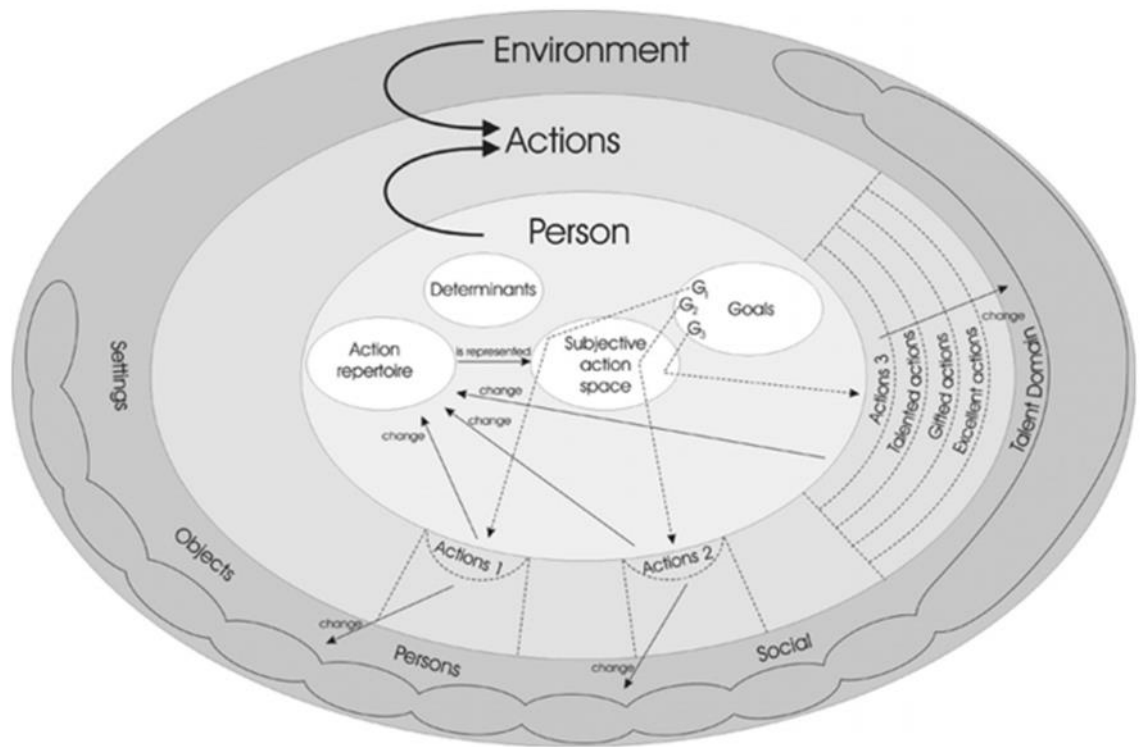 Environment
Actions
Person
Determinants
G1
G2
G3
Goals
Action
repertoire
is represented
Subjective
action
space
change
change
change
Actions 3
Talented actions
Gifted actions
Excellent actions
change
Talent Domain
Settings
Objects
Persons
Social
Actions 1
Actions 2
change
change